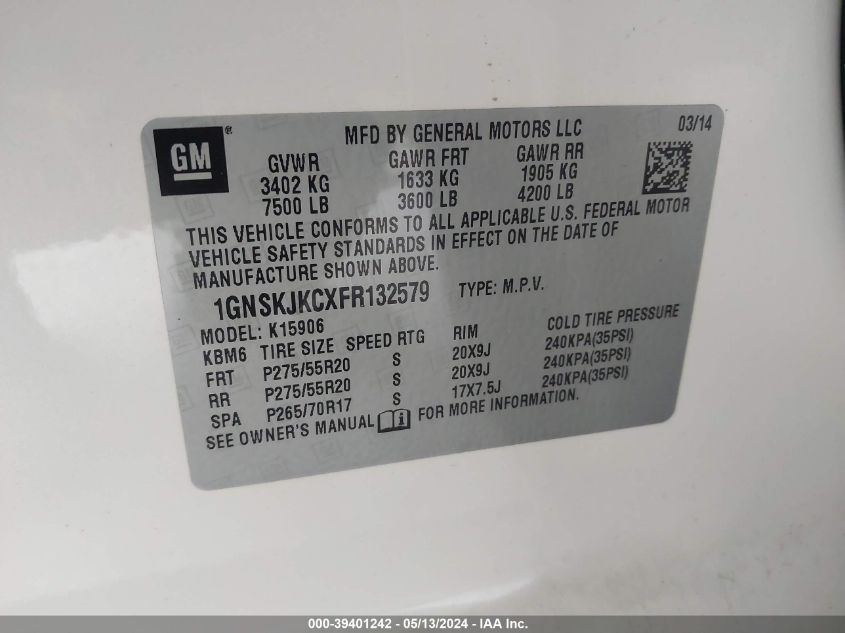 GM®
MFD BY GENERAL MOTORS LLC 03/14
GVWR GAWR FRT GAWR RR
3402 KG 1633 KG 1905 KG
7500 LB 3600 LB 4200 LB
THIS VEHICLE CONFORMS TO ALL APPLICABLE U.S. FEDERAL MOTOR
VEHICLE SAFETY STANDARDS IN EFFECT ON THE DATE OF
MANUFACTURE SHOWN ABOVE.
1GNSKJKCXFR132579 TYPE: M.P.V.
MODEL: K15906
KBM6 TIRE SIZE SPEED RTG RIM COLD TIRE PRESSURE
FRT P275/55R20 S 20X9J 240KPA(35PSI)
RR P275/55R20 S 20X9J 240KPA(35PSI)
SPA P265/70R17 S 17X7.5J 240KPA(35PSI)
SEE OWNER'S MANUAL FOR MORE INFORMATION.
000-39401242 - 05/13/2024 - IAA Inc.